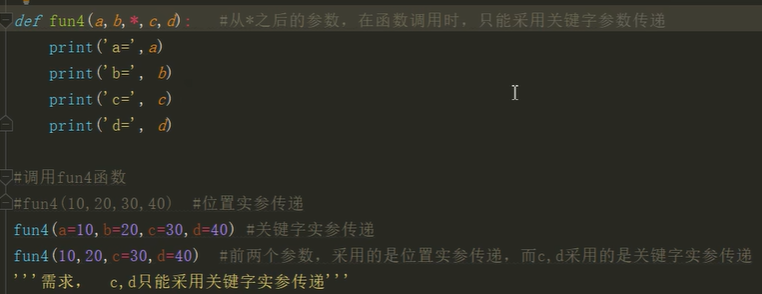 def fun4(a,b,*,c,d):   #从*之后的参数，在函数调用时，只能采用关键字参数传递
    print('a=',a)
    print('b=', b)
    print('c=', c)
    print('d=', d)
#调用fun4函数
#fun4(10,20,30,40)  #位置实参传递
fun4(a=10,b=20,c=30,d=40) #关键字实参传递
fun4(10,20,c=30,d=40)  #前两个参数，采用的是位置实参传递，而c,d采用的是关键字实参传递
'''需求，  c,d只能采用关键字实参传递'''